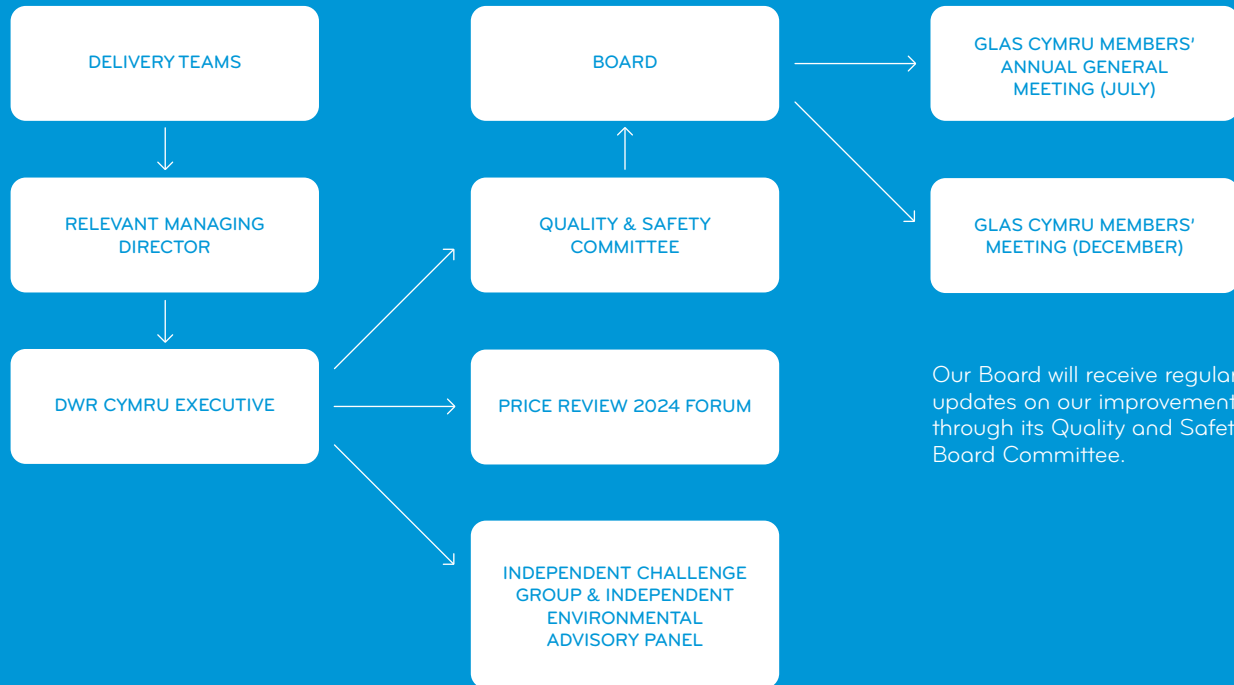 DELIVERY TEAMS
RELEVANT MANAGING
DIRECTOR
DWR CYMRU EXECUTIVE
BOARD
QUALITY & SAFETY
COMMITTEE
PRICE REVIEW 2024 FORUM
INDEPENDENT CHALLENGE
GROUP & INDEPENDENT
ENVIRONMENTAL
ADVISORY PANEL
GLAS CYMRU MEMBERS'
ANNUAL GENERAL
MEETING (JULY)
GLAS CYMRU MEMBERS'
MEETING (DECEMBER)
Our Board will receive regular
updates on our improvement
through its Quality and Safet
Board Committee.